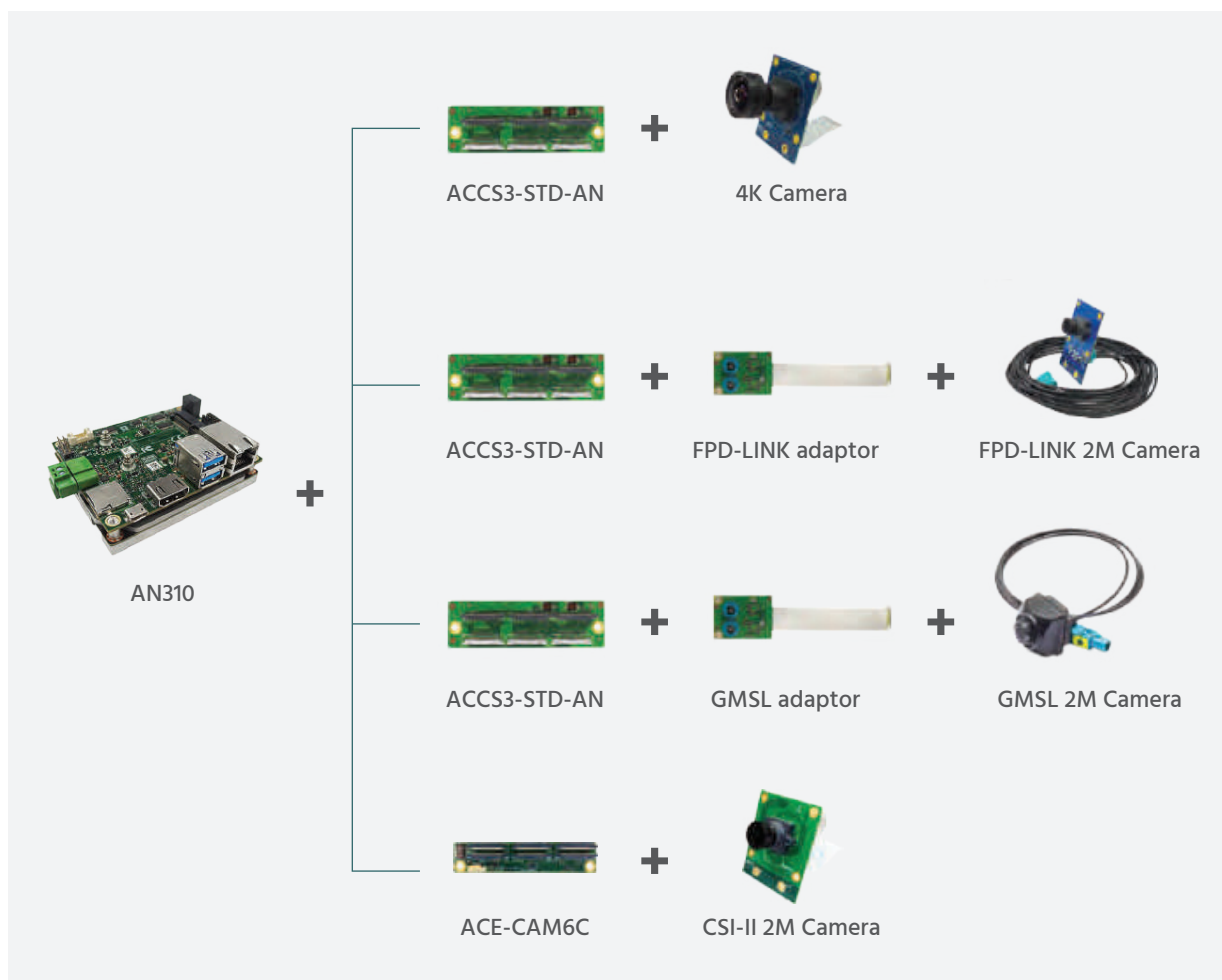 ACCS3-STD-AN
4K Camera
ACCS3-STD-AN
FPD-LINK adaptor
FPD-LINK 2M Camera
AN310
ACCS3-STD-AN
GMSL adaptor
GMSL 2M Camera
ACE-CAM6C
CSI-II 2M Camera